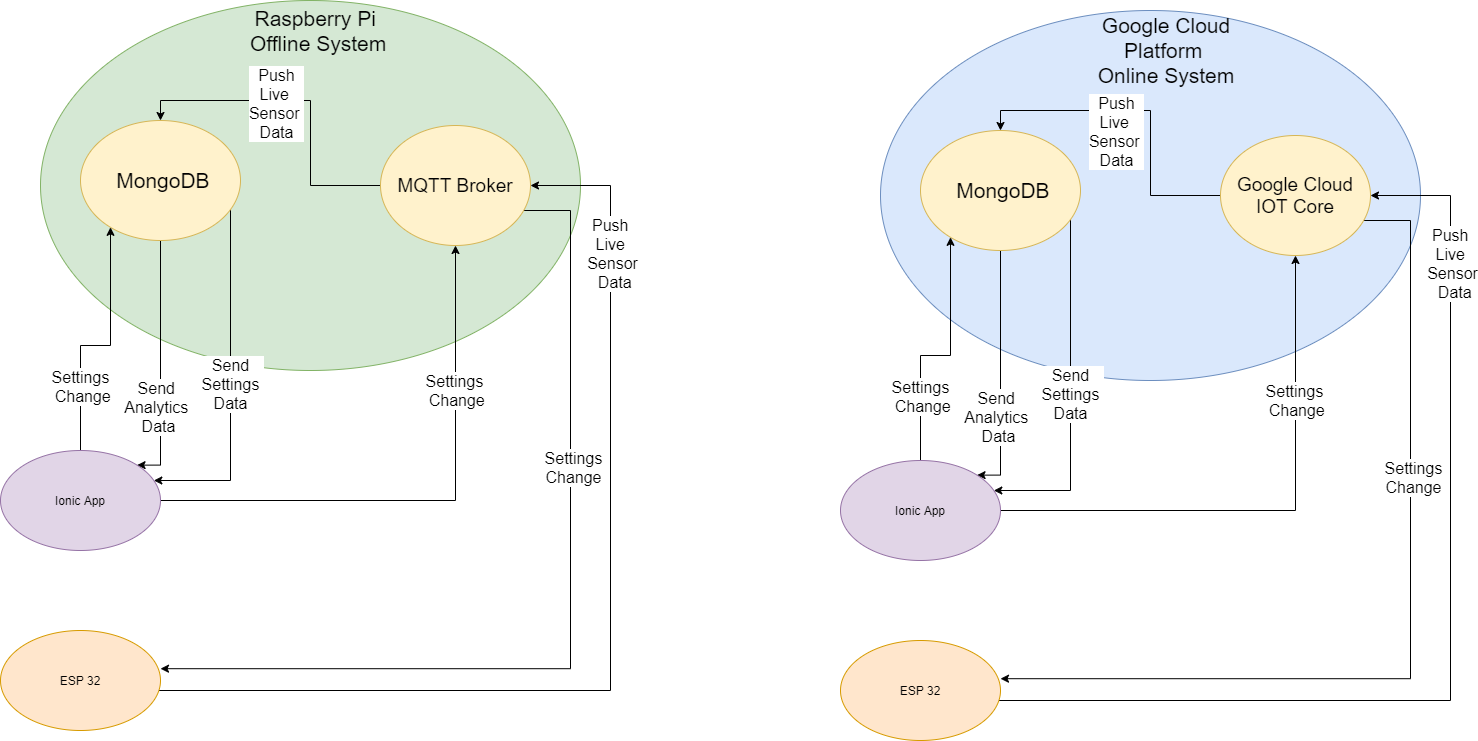 Raspberry Pi
Offline System
Push
Live
Sensor
Data
MongoDB
MQTT Broker
Push
Live
Sensor
Data
Settings
Change
Send
Analytics
Data
Send
Settings
Data
Settings
Change
Settings
Change
Ionic App
ESP 32
Google Cloud
Platform
Online System
Push
Live
Sensor
Data
MongoDB
Google Cloud
IOT Core
Push
Live
Sensor
Data
Settings
Change
Send
Analytics
Data
Send
Settings
Data
Settings
Change
Settings
Change
Ionic App
ESP 32